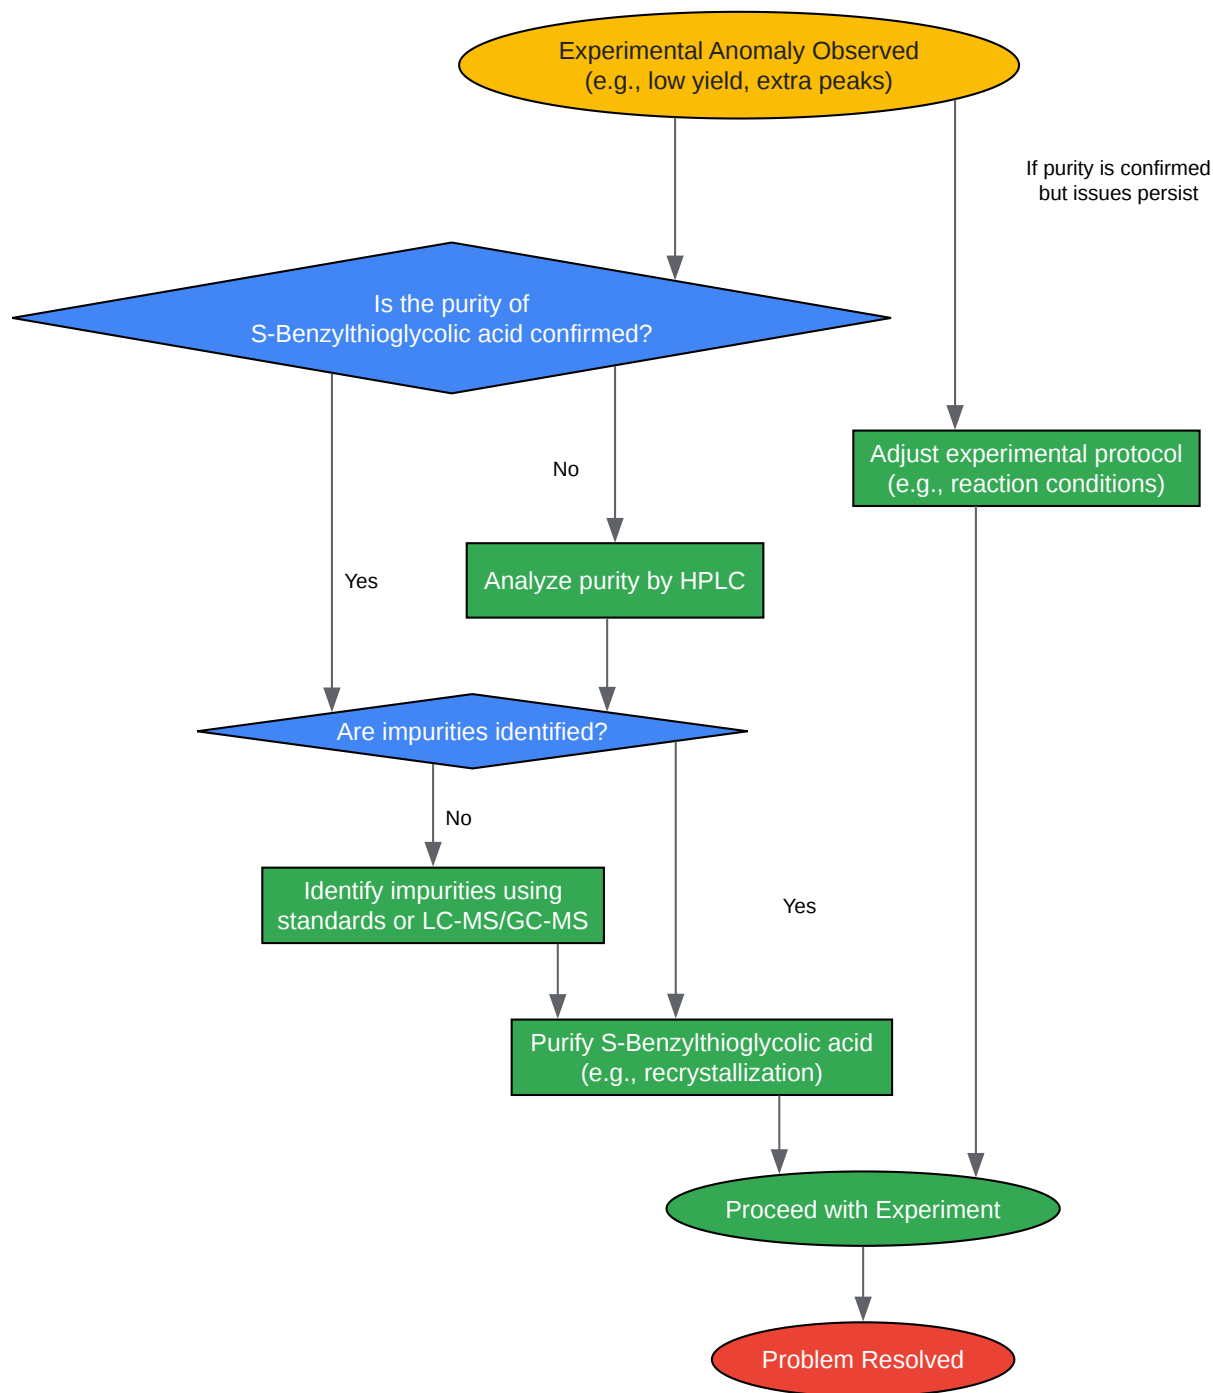 Experimental Anomaly Observed
(e.g., low yield, extra peaks)
If purity is confirmed
but issues persist
Is the purity of
S-Benzylthioglycolic acid confirmed?
Adjust experimental protocol
(e.g., reaction conditions)
No
Yes
Analyze purity by HPLC
Are impurities identified?
No
Identify impurities using
standards or LC-MS/GC-MS
Yes
Purify S-Benzylthioglycolic acid
(e.g., recrystallization)
Proceed with Experiment
Problem Resolved